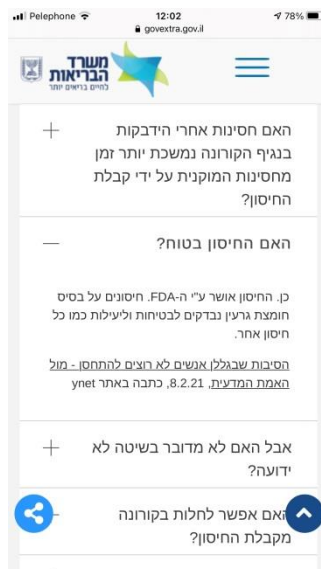 Pelephone 12:02 78%
govextra.gov.il
משרד
הבריאות
לחיים בריאים יותר
האם חסינות אחרי הידבקות
בנגיף הקורונה נמשכת יותר זמן
מחסינות המוקנית על ידי קבלת
החיסון?
האם החיסון בטוח?
כן. החיסון אושר ע"י ה-FDA. חיסונים על בסיס
חומצת גרעין נבדקים לבטיחות וליעילות כמו כל
חיסון אחר.
הסיבות שבגללן אנשים לא רוצים להתחסן - מול
האמת המדעית, 8.2.21, כתבה באתר ynet
אבל האם לא מדובר בשיטה לא
ידועה?
האם אפשר לחלות בקורונה
מקבלת החיסון?